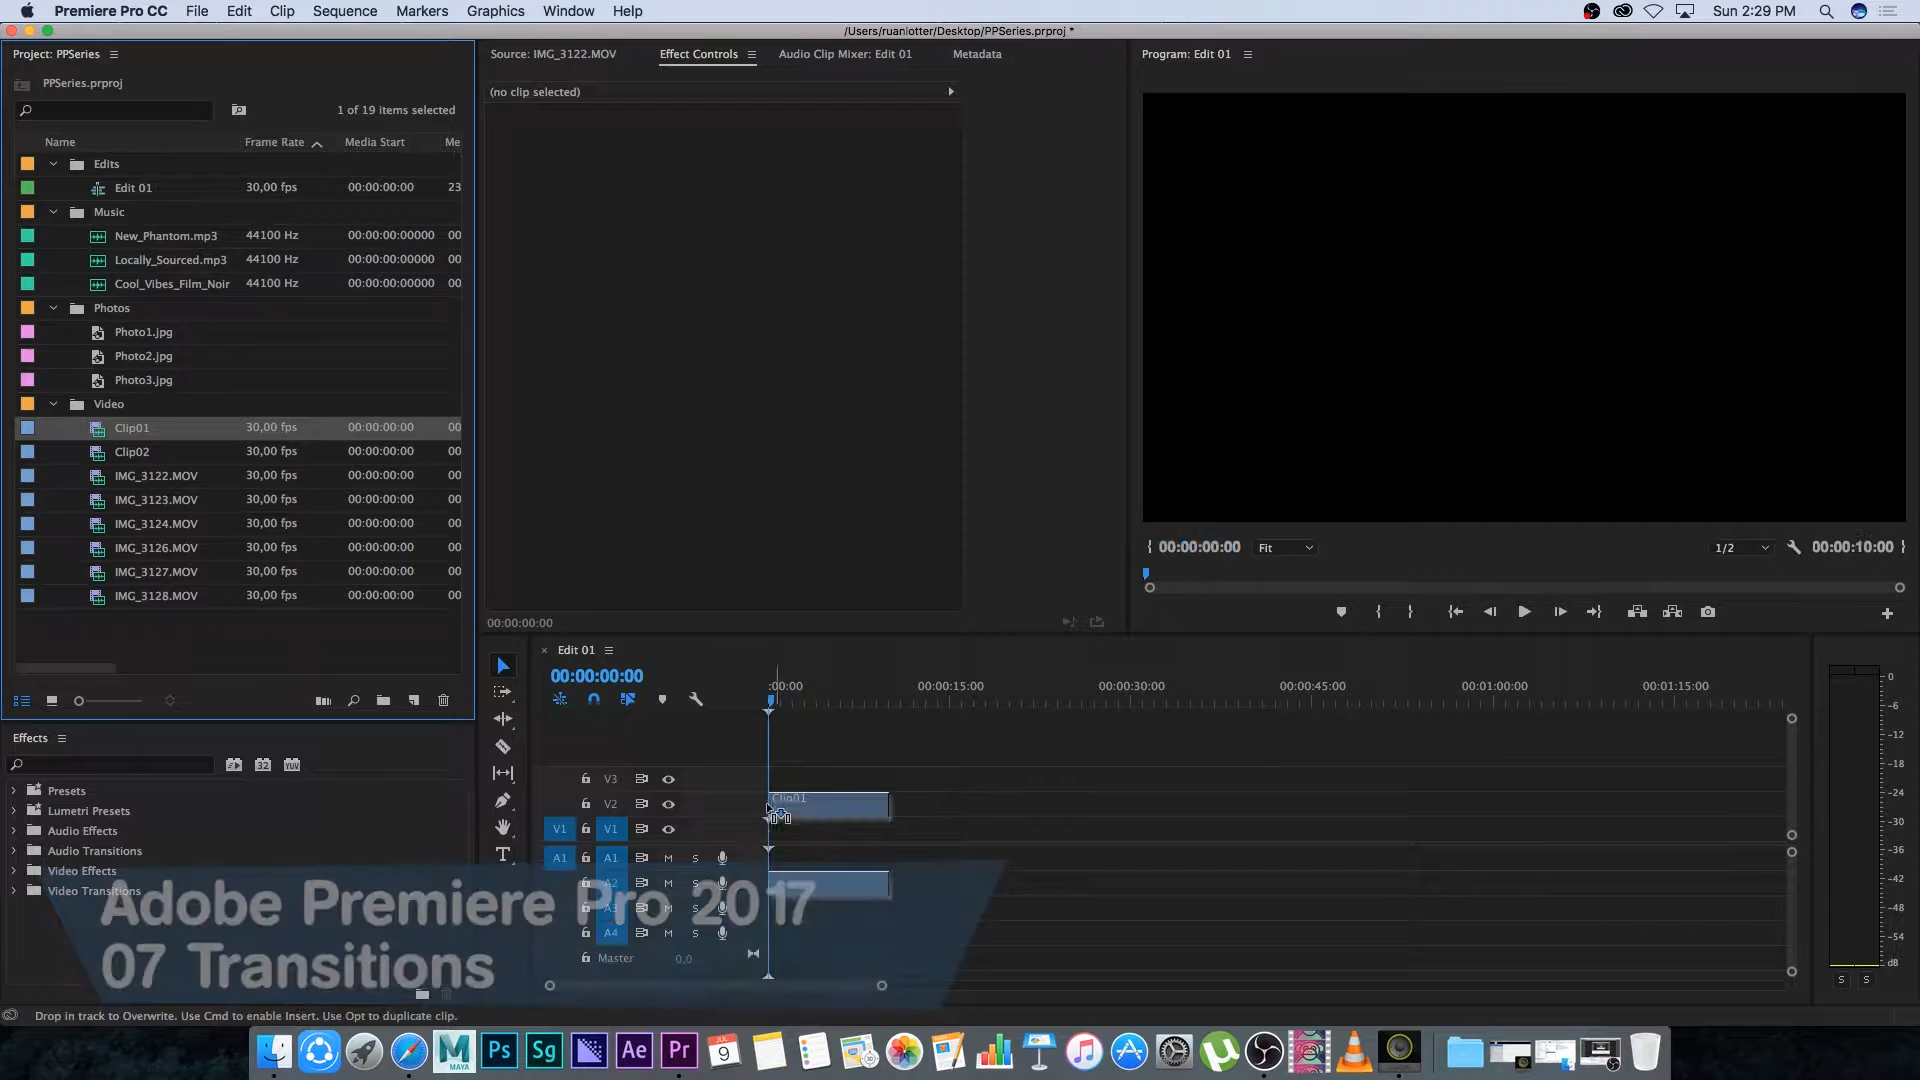 Premiere Pro CC File Edit Clip Sequence Markers Graphics Window Help Sun 2:29 PM
/Users/ruanlotter/Desktop/PPSeries.prproj *
Project: PPSeries
Source: IMG_3122.MOV Effect Controls Audio Clip Mixer: Edit 01 Metadata
Program: Edit 01
PPSeries.prproj
(no clip selected)
1 of 19 items selected
Name Frame Rate Media Start Me
Edits
Edit 01 30,00 fps 00:00:00:00 23
Music
New_Phantom.mp3 44100 Hz 00:00:00:00000 00
Locally_Sourced.mp3 44100 Hz 00:00:00:00000 00
Cool_Vibes_Film_Noir 44100 Hz 00:00:00:00000 00
Photos
Photo1.jpg
Photo2.jpg
Photo3.jpg
Video
Clip01 30,00 fps 00:00:00:00 00
Clip02 30,00 fps 00:00:00:00 00
IMG_3122.MOV 30,00 fps 00:00:00:00 00
IMG_3123.MOV 30,00 fps 00:00:00:00 00
IMG_3124.MOV 30,00 fps 00:00:00:00 00
IMG_3126.MOV 30,00 fps 00:00:00:00 00
IMG_3127.MOV 30,00 fps 00:00:00:00 00
IMG_3128.MOV 30,00 fps 00:00:00:00 00
00:00:00:00 Fit 1/2 00:00:10:00
00:00:00:00
Edit 01
00:00:00:00
:00:00 00:00:15:00 00:00:30:00 00:00:45:00 00:01:00:00 00:01:15:00
Effects
32 YUV
Presets
Lumetri Presets
Audio Effects
Audio Transitions
Video Effects
Video Transitions
V3
V2 Clip01
V1 V1
A1 A1 M S
A2
A3 M S
A4 M S
Master 0,0
0
-6
-12
-18
-24
-30
-36
-42
-48
-54
dB
S S
Adobe Premiere Pro 2017
07 Transitions
Drop in track to Overwrite. Use Cmd to enable Insert. Use Opt to duplicate clip.
MAYA Ps Sg Ae Pr JUL 9